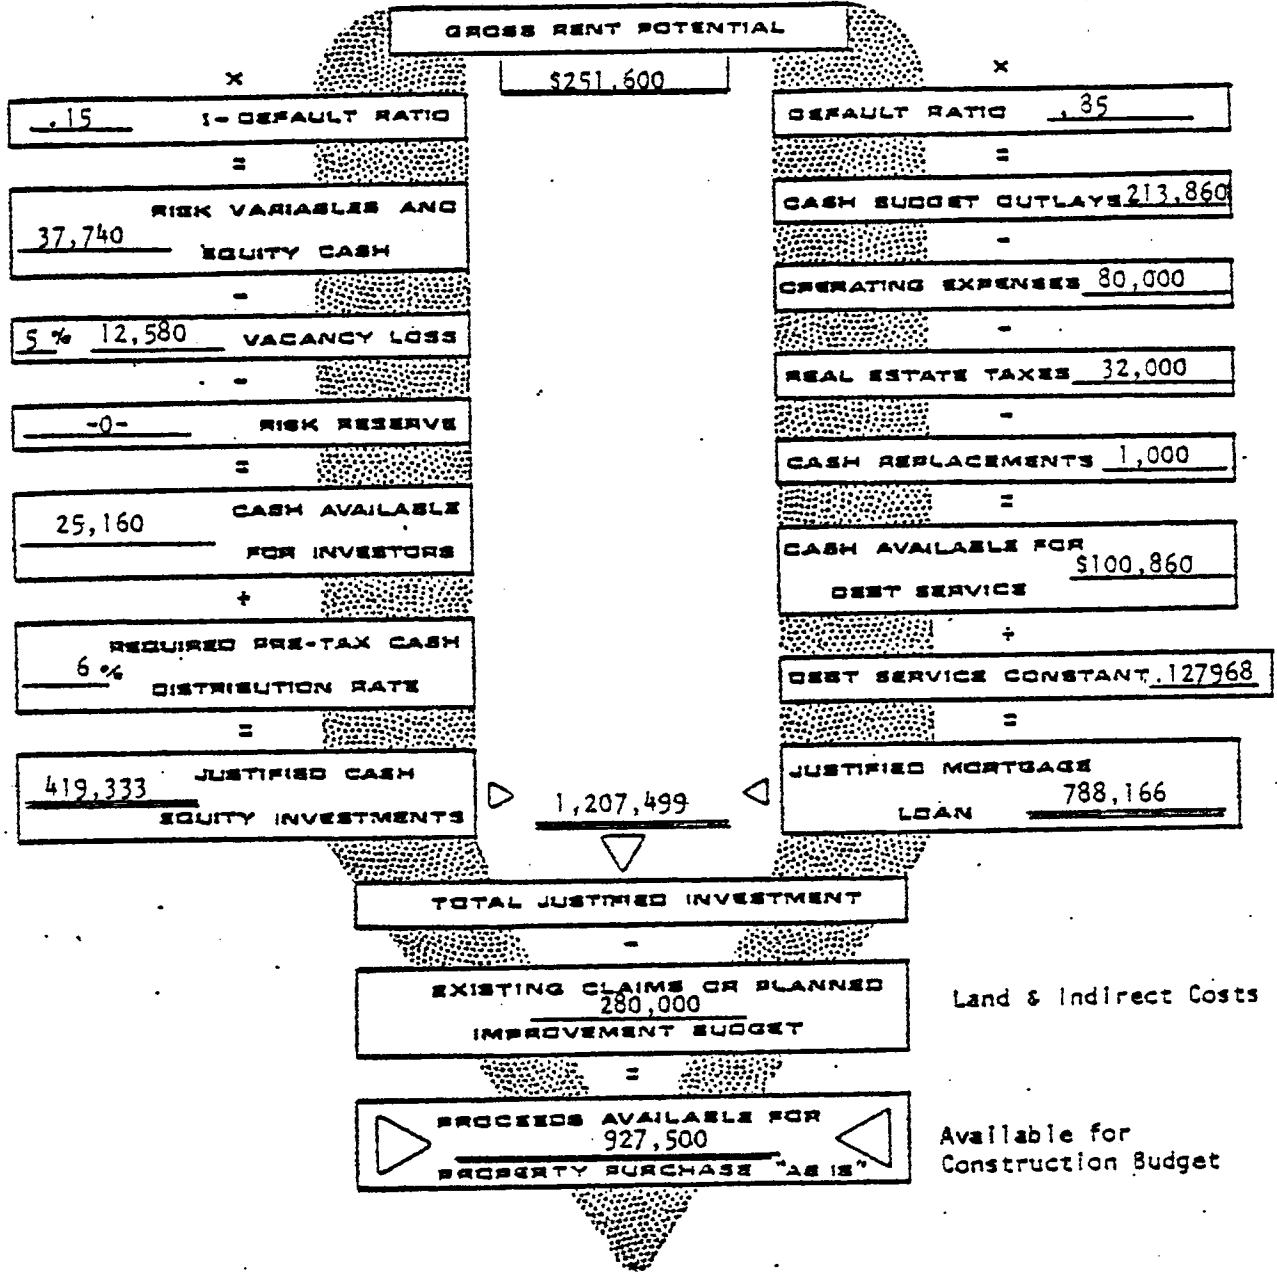 GROSS RENT POTENTIAL
$251,600
×
.15 1- DEFAULT RATIO
=
RISK VARIABLES AND
37,740
EQUITY CASH
-
5 % 12,580 VACANCY LOSS
-
-0- RISK RESERVE
=
CASH AVAILABLE
25,160
FOR INVESTORS
÷
REQUIRED PRE-TAX CASH
6 %
DISTRIBUTION RATE
=
JUSTIFIED CASH
419,333
EQUITY INVESTMENTS
×
DEFAULT RATIO .85
=
CASH BUDGET OUTLAYS 213,860
-
OPERATING EXPENSES 80,000
-
REAL ESTATE TAXES 32,000
-
CASH REPLACEMENTS 1,000
=
CASH AVAILABLE FOR
$100,860
DEBT SERVICE
÷
DEBT SERVICE CONSTANT .127968
=
JUSTIFIED MORTGAGE
788,166
LOAN
1,207,499
TOTAL JUSTIFIED INVESTMENT
-
EXISTING CLAIMS OR PLANNED
280,000
IMPROVEMENT BUDGET
Land & Indirect Costs
=
PROCEEDS AVAILABLE FOR
927,500
PROPERTY PURCHASE "AS IS"
Available for
Construction Budget